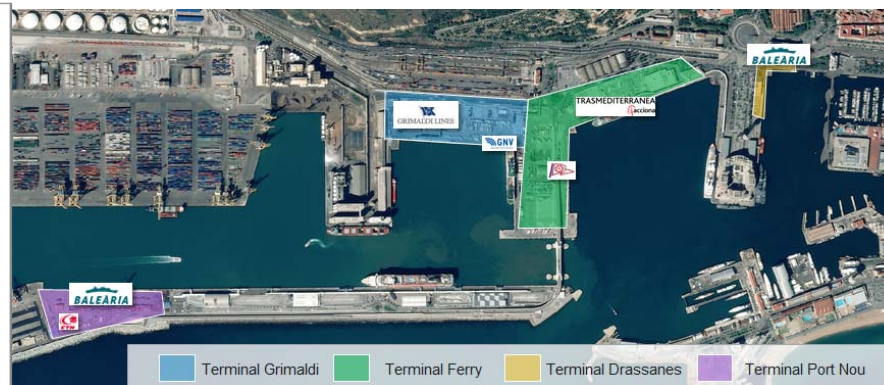 BALEÀRIA
GRIMALDI LINES
TRASMEDITERRANEA
acciona
GNV
BALEÀRIA
CTN
Terminal Grimaldi
Terminal Ferry
Terminal Drassanes
Terminal Port Nou